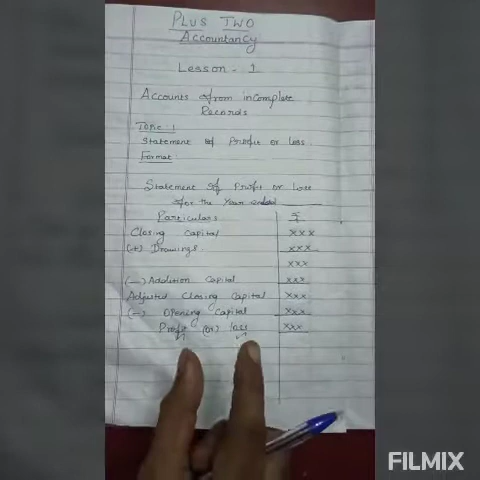 PLUS TWO
Accountancy
Lesson - 1
Accounts from incomplete
Records
Topic 1
Statement of Profit or Loss.
Format:
Statement of Profit or Loss
for the Year ended
Particulars ₹
Closing Capital xxx
(+) Drawings. xxx
xxx
(-) Addition Capital xxx
Adjusted Closing Capital xxx
(-) Opening Capital xxx
Profit (or) Loss xxx
FILMIX